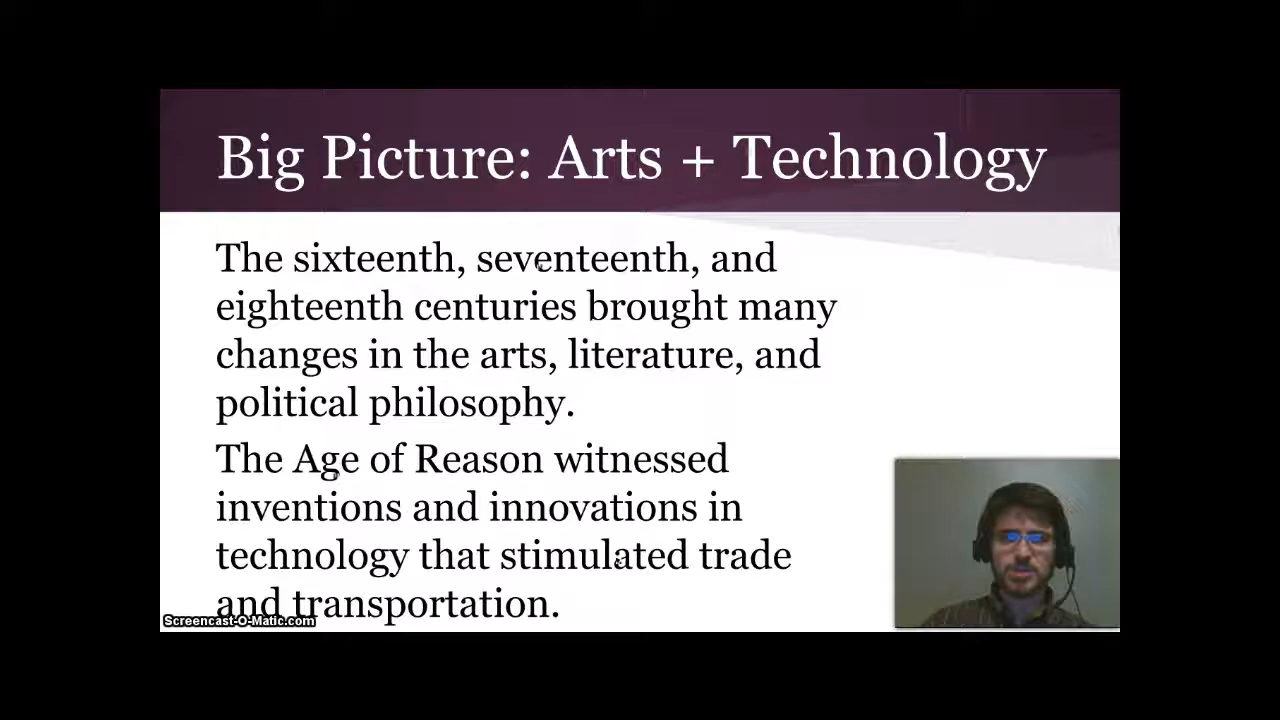 Big Picture: Arts + Technology
The sixteenth, seventeenth, and
eighteenth centuries brought many
changes in the arts, literature, and
political philosophy.
The Age of Reason witnessed
inventions and innovations in
technology that stimulated trade
and transportation.
Screencast-O-Matic.com